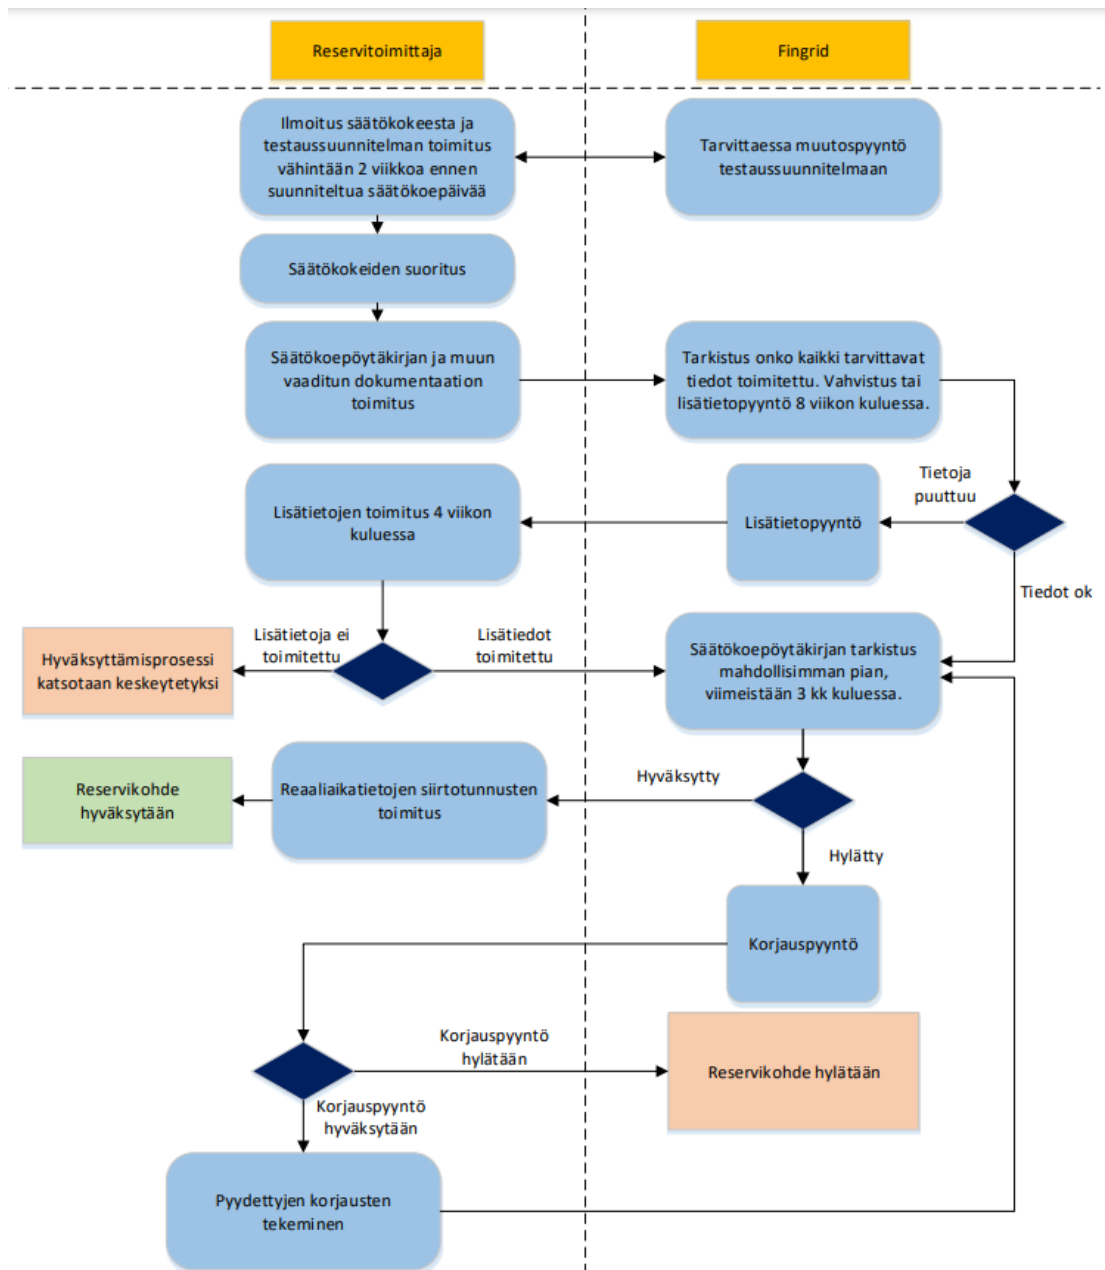 Reservitoimittaja
Fingrid
Ilmoitus säätökokeesta ja
testaussuunnitelman toimitus
vähintään 2 viikkoa ennen
suunniteltua säätökoepäivää
Tarvittaessa muutospyyntö
testaussuunnitelmaan
Säätökokeiden suoritus
Säätökoepöytäkirjan ja muun
vaaditun dokumentaation
toimitus
Tarkistus onko kaikki tarvittavat
tiedot toimitettu. Vahvistus tai
lisätietopyyntö 8 viikon kuluessa.
Tietoja
puuttuu
Lisätietopyyntö
Lisätietojen toimitus 4 viikon
kuluessa
Tiedot ok
Lisätietoja ei
toimitettu
Lisätiedot
toimitettu
Hyväksyttämisprosessi
katsotaan keskeytetyksi
Säätökoepöytäkirjan tarkistus
mahdollisimman pian,
viimeistään 3 kk kuluessa.
Hyväksytty
Reaaliaikatietojen siirtotunnusten
toimitus
Reservikohde
hyväksytään
Hylätty
Korjauspyyntö
Korjauspyyntö
hylätään
Reservikohde hylätään
Korjauspyyntö
hyväksytään
Pyydettyjen korjausten
tekeminen